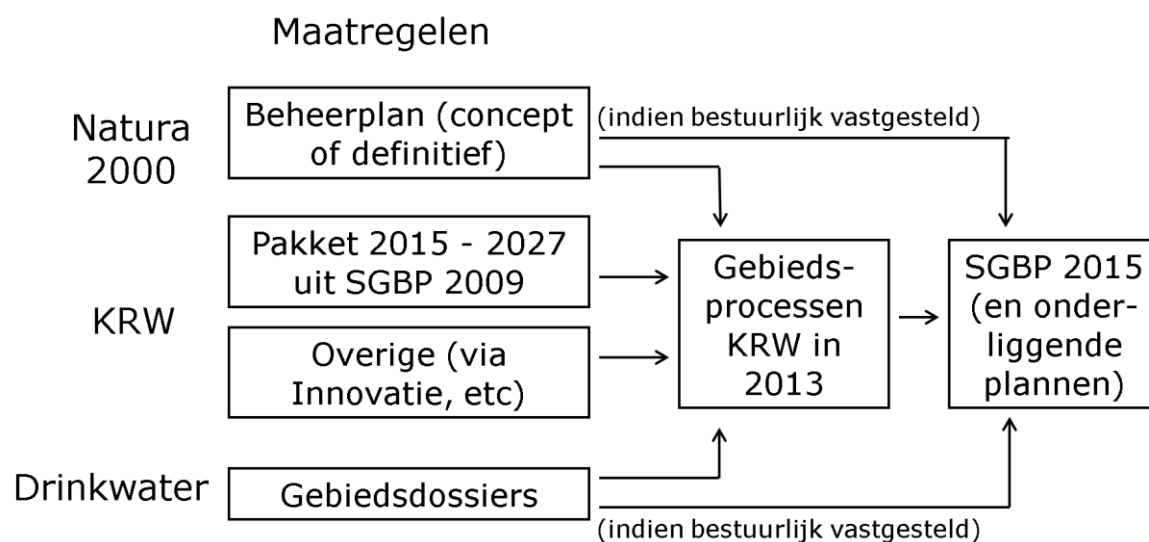 Maatregelen
Natura
2000
Beheerplan (concept
of definitief)
(indien bestuurlijk vastgesteld)
KRW
Pakket 2015 - 2027
uit SGBP 2009
Overige (via
Innovatie, etc)
Gebieds-
processen
KRW in
2013
SGBP 2015
(en onder-
liggende
plannen)
Drinkwater
Gebiedsdossiers
(indien bestuurlijk vastgesteld)